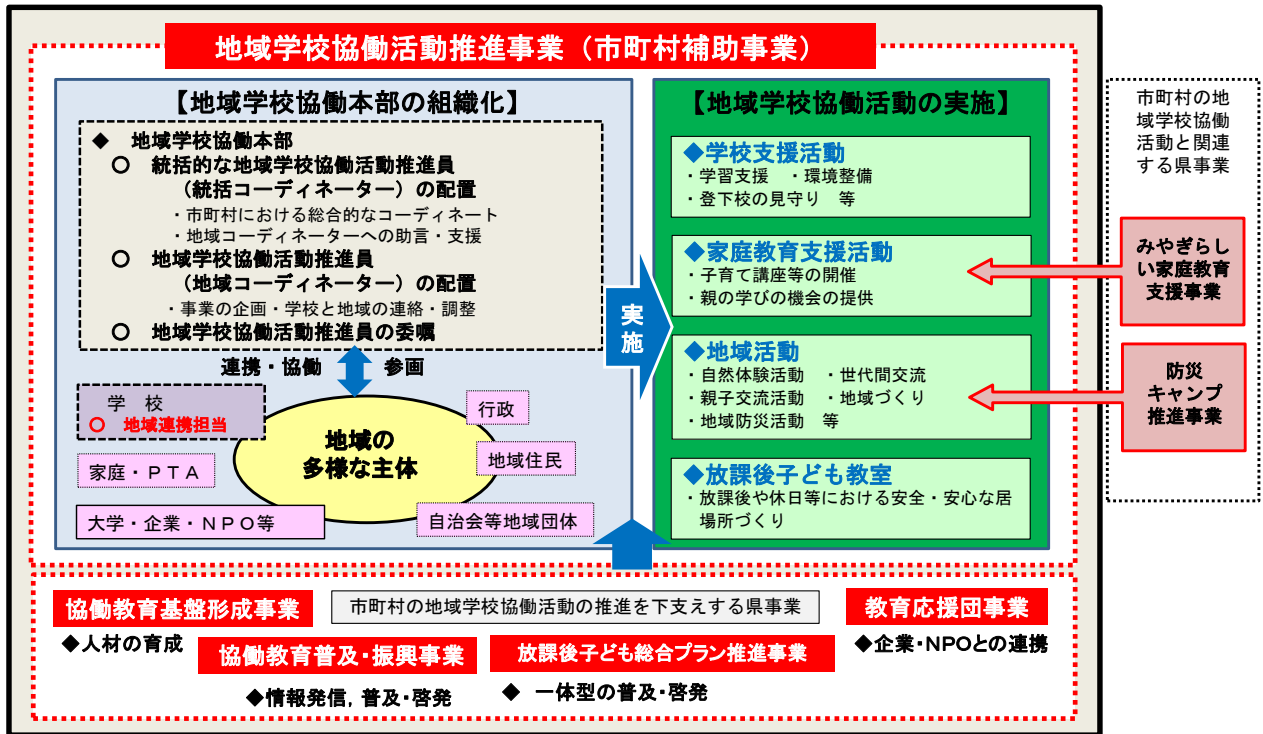 地域学校協働活動推進事業（市町村補助事業）
【地域学校協働本部の組織化】
◆ 地域学校協働本部
○ 統括的な地域学校協働活動推進員
（統括コーディネーター）の配置
・市町村における総合的なコーディネート
・地域コーディネーターへの助言・支援
○ 地域学校協働活動推進員
（地域コーディネーター）の配置
・事業の企画・学校と地域の連絡・調整
○ 地域学校協働活動推進員の委嘱
連携・協働 参画
学 校
○ 地域連携担当
家庭・ＰＴＡ
大学・企業・ＮＰＯ等
地域の
多様な主体
行政
地域住民
自治会等地域団体
実
施
【地域学校協働活動の実施】
◆学校支援活動
・学習支援 ・環境整備
・登下校の見守り 等
◆家庭教育支援活動
・子育て講座等の開催
・親の学びの機会の提供
◆地域活動
・自然体験活動 ・世代間交流
・親子交流活動 ・地域づくり
・地域防災活動 等
◆放課後子ども教室
・放課後や休日等における安全・安心な居
場所づくり
市町村の地
域学校協働
活動と関連
する県事業
みやぎらし
い家庭教育
支援事業
防災
キャンプ
推進事業
協働教育基盤形成事業
◆人材の育成
市町村の地域学校協働活動の推進を下支えする県事業
教育応援団事業
◆企業・NPOとの連携
協働教育普及・振興事業
◆情報発信，普及・啓発
放課後子ども総合プラン推進事業
◆ 一体型の普及・啓発